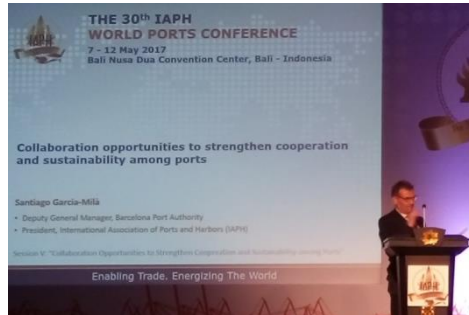 THE 30th IAPH
WORLD PORTS CONFERENCE
7 - 12 May 2017
Bali Nusa Dua Convention Center, Bali - Indonesia
IAPH
Collaboration opportunities to strengthen cooperation
and sustainability among ports
Santiago Garcia-Milà
• Deputy General Manager, Barcelona Port Authority
• President, International Association of Ports and Harbors (IAPH)
Session V: "Collaboration Opportunities to Strengthen Cooperation and Sustainability among Ports"
Enabling Trade. Energizing The World
IAPH